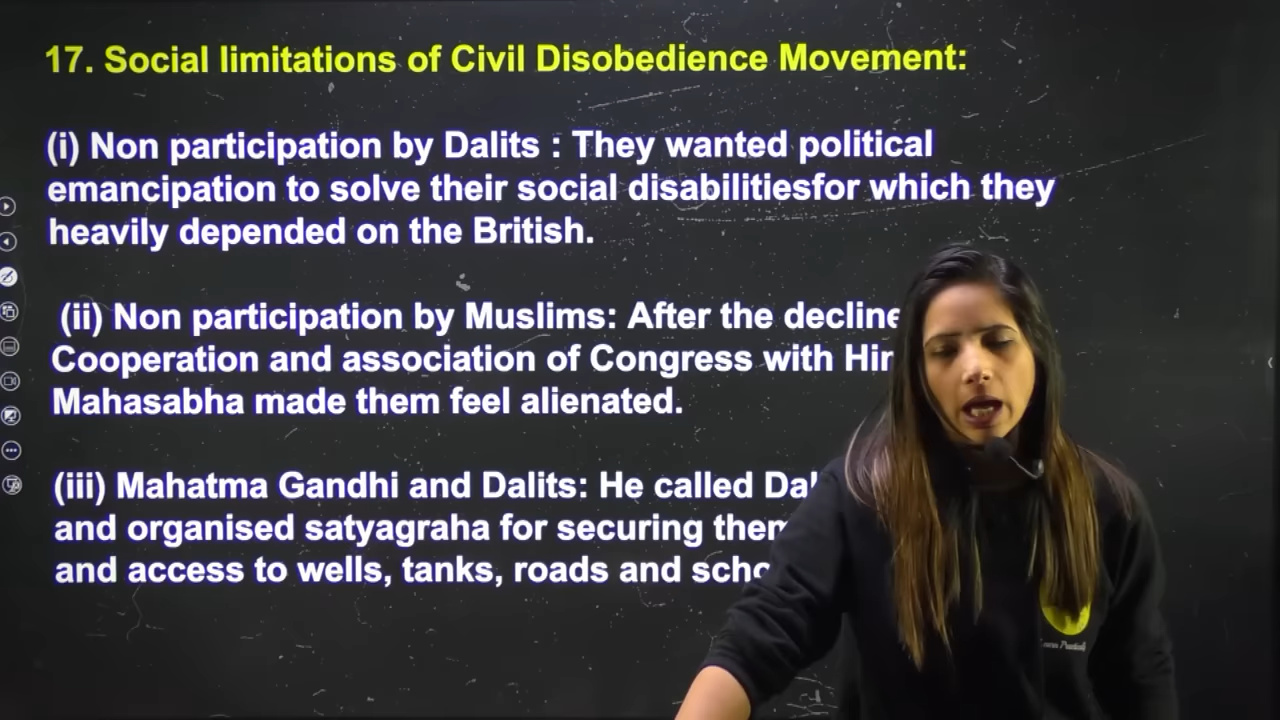 17. Social limitations of Civil Disobedience Movement:
(i) Non participation by Dalits : They wanted political
emancipation to solve their social disabilitiesfor which they
heavily depended on the British.
(ii) Non participation by Muslims: After the decline
Cooperation and association of Congress with
Mahasabha made them feel alienated.
(iii) Mahatma Gandhi and Dalits: He called
and organised satyagraha for securing
and access to wells, tanks, roads and